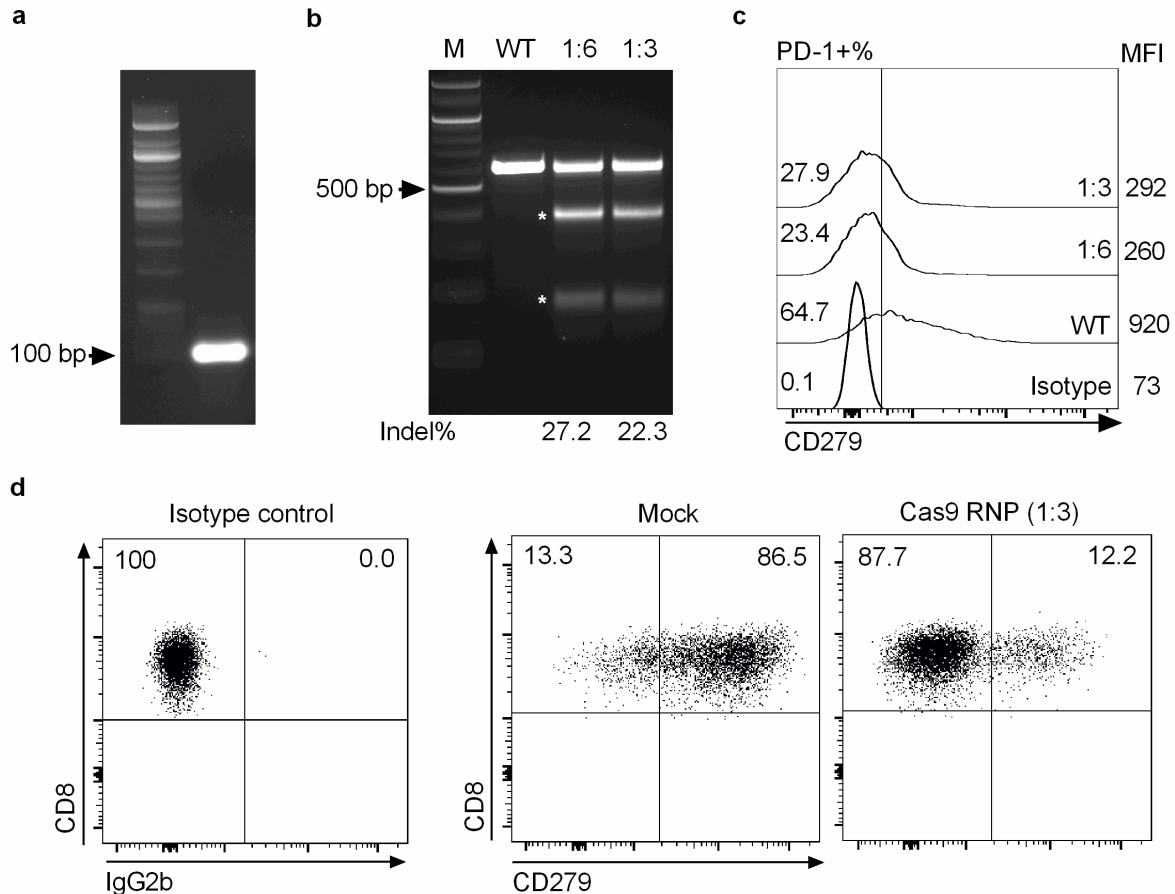 a
100 bp
b
M WT 1:6 1:3
500 bp
*
*
Indel% 27.2 22.3
c
PD-1+% MFI
27.9 1:3 292
23.4 1:6 260
64.7 WT 920
0.1 Isotype 73
CD279
d
Isotype control
100 0.0
CD8
IgG2b
Mock
13.3 86.5
CD8
CD279
Cas9 RNP (1:3)
87.7 12.2